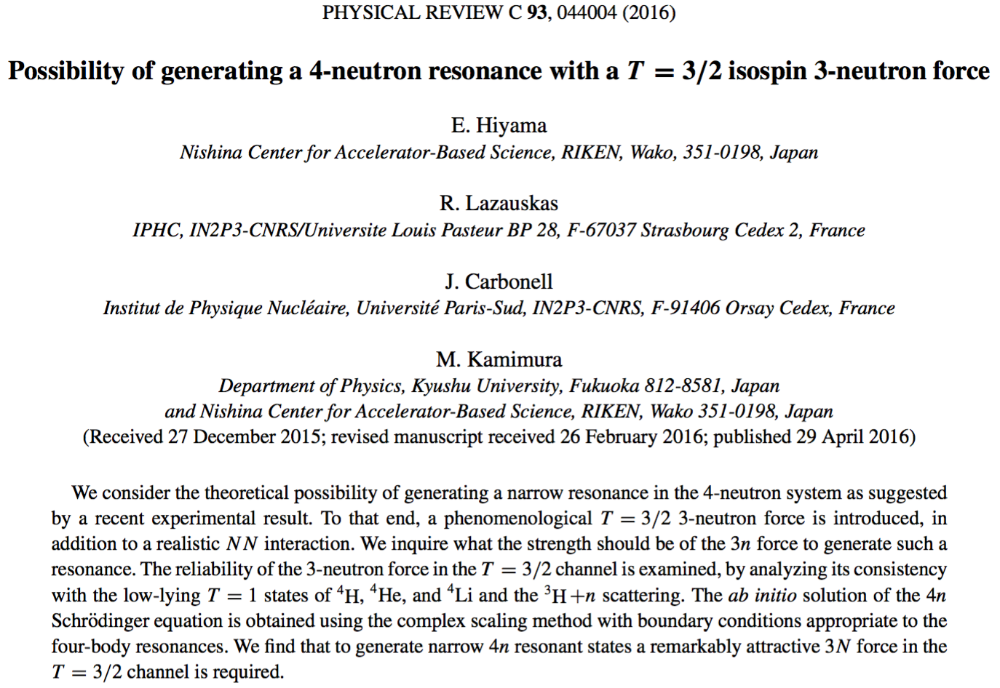 PHYSICAL REVIEW C 93, 044004 (2016)
Possibility of generating a 4-neutron resonance with a T = 3/2 isospin 3-neutron force
E. Hiyama
Nishina Center for Accelerator-Based Science, RIKEN, Wako, 351-0198, Japan
R. Lazauskas
IPHC, IN2P3-CNRS/Universite Louis Pasteur BP 28, F-67037 Strasbourg Cedex 2, France
J. Carbonell
Institut de Physique Nucléaire, Université Paris-Sud, IN2P3-CNRS, F-91406 Orsay Cedex, France
M. Kamimura
Department of Physics, Kyushu University, Fukuoka 812-8581, Japan
and Nishina Center for Accelerator-Based Science, RIKEN, Wako 351-0198, Japan
(Received 27 December 2015; revised manuscript received 26 February 2016; published 29 April 2016)
We consider the theoretical possibility of generating a narrow resonance in the 4-neutron system as suggested
by a recent experimental result. To that end, a phenomenological T = 3/2 3-neutron force is introduced, in
addition to a realistic NN interaction. We inquire what the strength should be of the 3n force to generate such a
resonance. The reliability of the 3-neutron force in the T = 3/2 channel is examined, by analyzing its consistency
with the low-lying T = 1 states of ⁴H, ⁴He, and ⁴Li and the ³H + n scattering. The ab initio solution of the 4n
Schrödinger equation is obtained using the complex scaling method with boundary conditions appropriate to the
four-body resonances. We find that to generate narrow 4n resonant states a remarkably attractive 3N force in the
T = 3/2 channel is required.